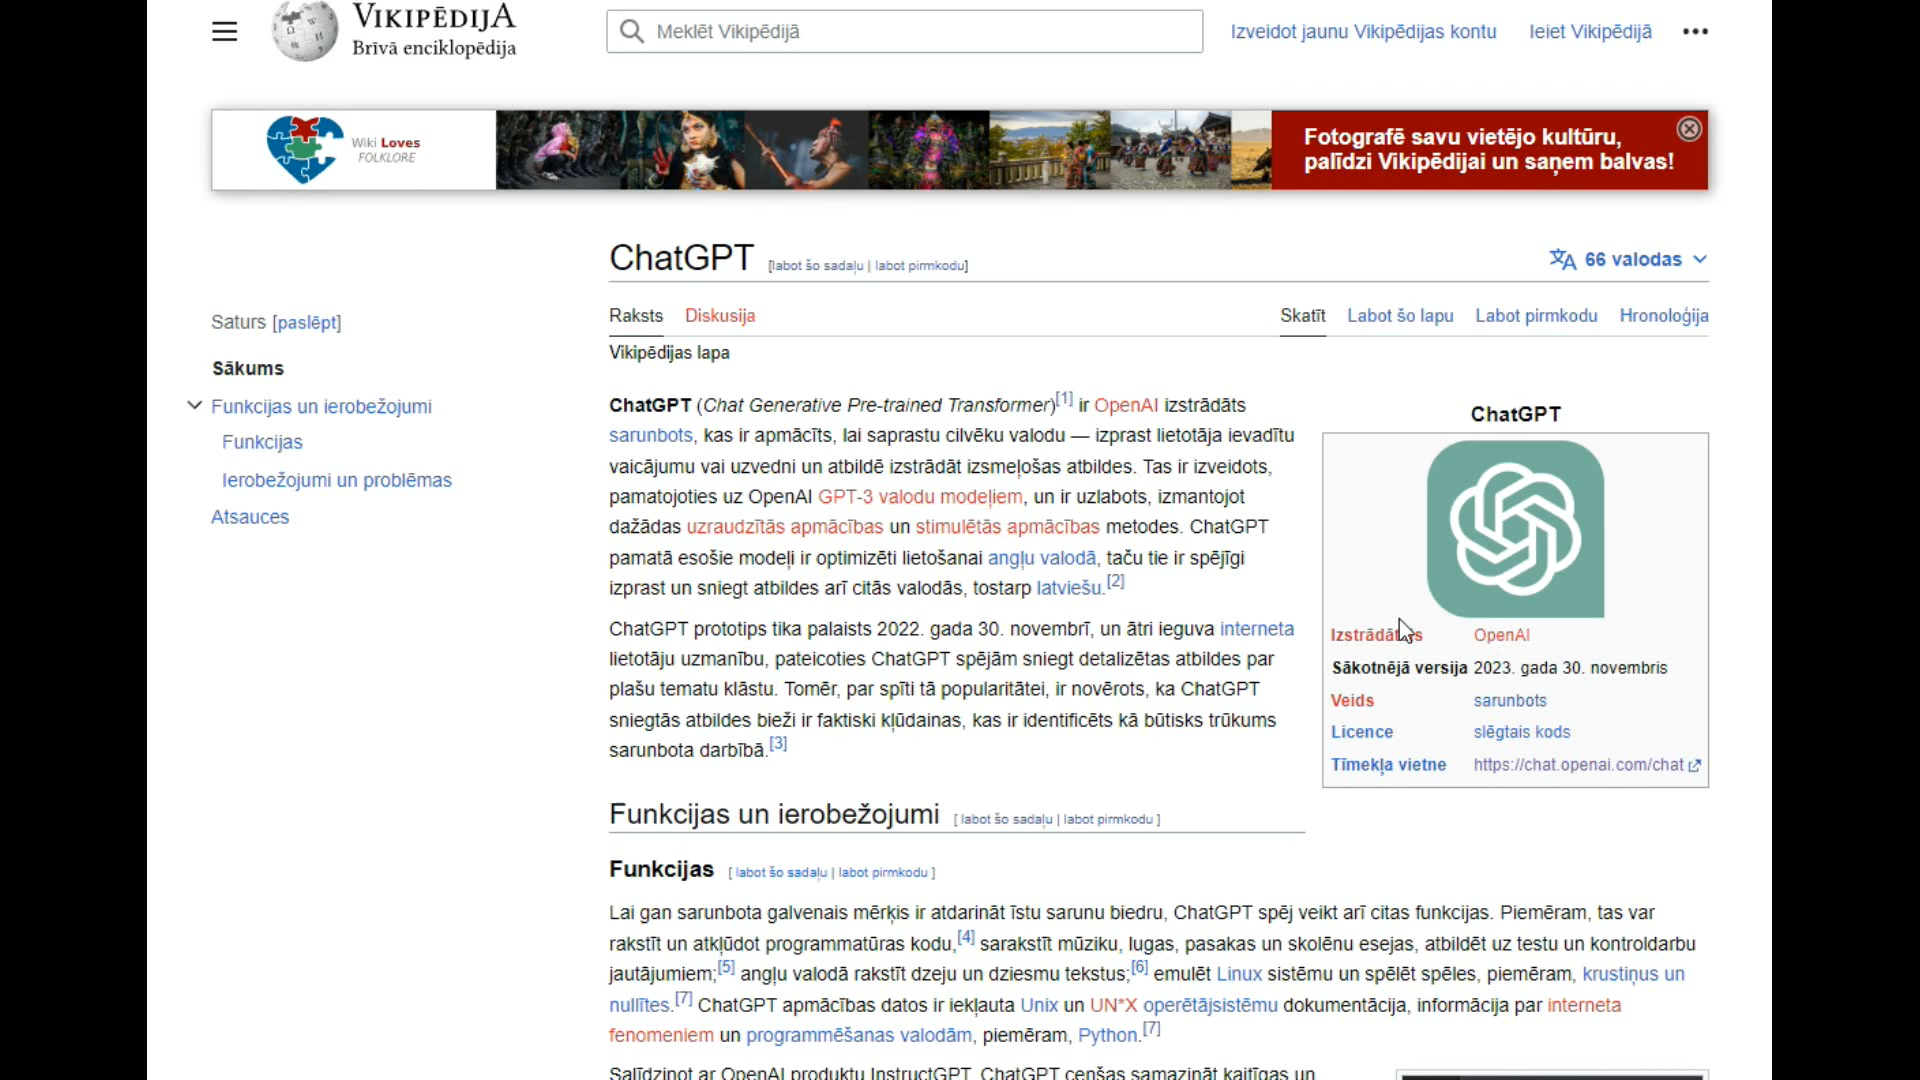 VIKIPĒDIJA
Brīvā enciklopēdija
Meklēt Vikipēdijā
Izveidot jaunu Vikipēdijas kontu
Ieiet Vikipēdijā
Wiki Loves
FOLKLORE
Fotografē savu vietējo kultūru,
palīdzi Vikipēdijai un saņem balvas!
ChatGPT [labot šo sadaļu | labot pirmkodu]
66 valodas
Saturs [paslēpt]
Sākums
Funkcijas un ierobežojumi
Funkcijas
Ierobežojumi un problēmas
Atsauces
Raksts Diskusija
Skatīt Labot šo lapu Labot pirmkodu Hronoloģija
Vikipēdijas lapa
ChatGPT (Chat Generative Pre-trained Transformer)[1] ir OpenAI izstrādāts
sarunbots, kas ir apmācīts, lai saprastu cilvēku valodu — izprast lietotāja ievadītu
vaicājumu vai uzvedni un atbildē izstrādāt izsmeļošas atbildes. Tas ir izveidots,
pamatojoties uz OpenAI GPT-3 valodu modeļiem, un ir uzlabots, izmantojot
dažādas uzraudzītās apmācības un stimulētās apmācības metodes. ChatGPT
pamatā esošie modeļi ir optimizēti lietošanai angļu valodā, taču tie ir spējīgi
izprast un sniegt atbildes arī citās valodās, tostarp latviešu.[2]
ChatGPT prototips tika palaists 2022. gada 30. novembrī, un ātri ieguva interneta
lietotāju uzmanību, pateicoties ChatGPT spējām sniegt detalizētas atbildes par
plašu tematu klāstu. Tomēr, par spīti tā popularitātei, ir novērots, ka ChatGPT
sniegtās atbildes bieži ir faktiski kļūdainas, kas ir identificēts kā būtisks trūkums
sarunbota darbībā.[3]
ChatGPT
Izstrādātājs OpenAI
Sākotnējā versija 2023. gada 30. novembris
Veids sarunbots
Licence slēgtais kods
Tīmekļa vietne https://chat.openai.com/chat
Funkcijas un ierobežojumi [ labot šo sadaļu | labot pirmkodu ]
Funkcijas [ labot šo sadaļu | labot pirmkodu ]
Lai gan sarunbota galvenais mērķis ir atdarināt īstu sarunu biedru, ChatGPT spēj veikt arī citas funkcijas. Piemēram, tas var
rakstīt un atkļūdot programmatūras kodu,[4] sarakstīt mūziku, lugas, pasakas un skolēnu esejas, atbildēt uz testu un kontroldarbu
jautājumiem;[5] angļu valodā rakstīt dzeju un dziesmu tekstus;[6] emulēt Linux sistēmu un spēlēt spēles, piemēram, krustiņus un
nullītes.[7] ChatGPT apmācības datos ir iekļauta Unix un UN*X operētājsistēmu dokumentācija, informācija par interneta
fenomeniem un programmēšanas valodām, piemēram, Python.[7]
Salīdzinot ar OpenAI produktu InstructGPT, ChatGPT cenšas samazināt kaitīgas un